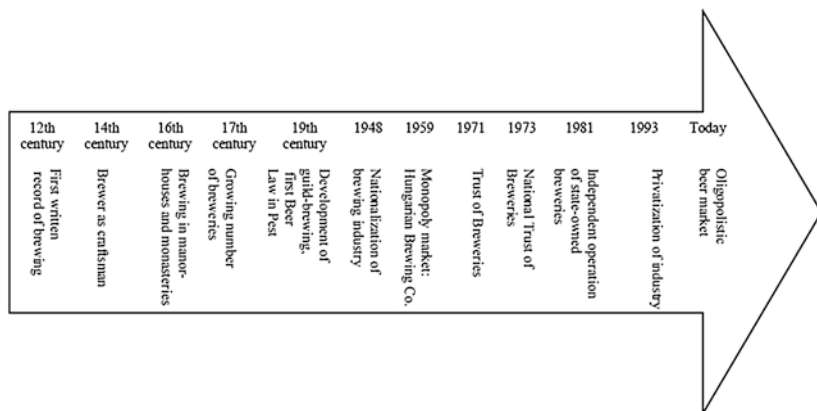 12th
century
First written
record of brewing
14th
century
Brewer as craftsman
16th
century
Brewing in manor-
houses and monasteries
17th
century
Growing number
of breweries
19th
century
Development of
guild-brewing,
first Beer
Law in Pest
1948
Nationalization of
brewing industry
1959
Monopoly market:
Hungarian Brewing Co.
1971
Trust of Breweries
1973
National Trust of
Breweries
1981
Independent operation
of state-owned
breweries
1993
Privatization of industry
Today
Oligopolistic
beer market